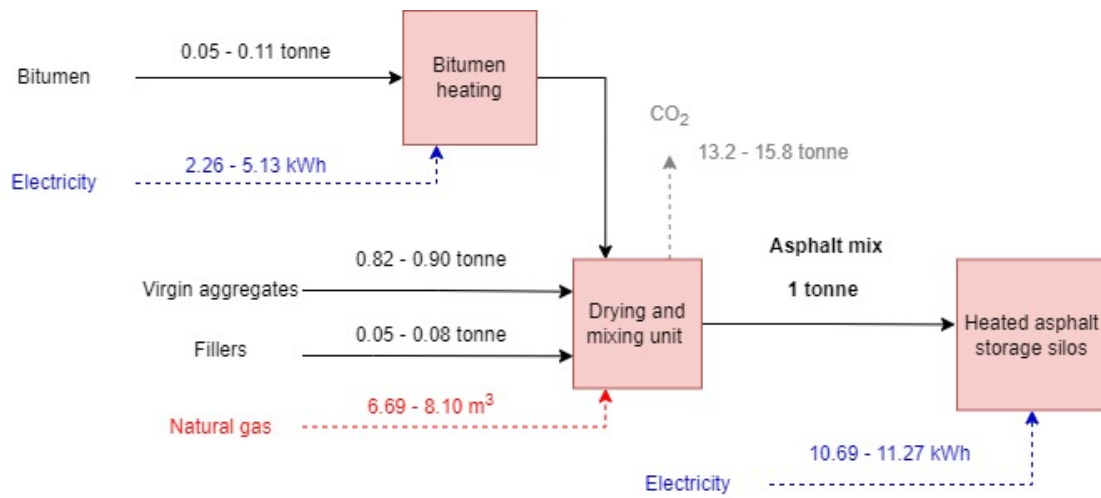 0.05 - 0.11 tonne
Bitumen
Bitumen
heating
CO₂
13.2 - 15.8 tonne
2.26 - 5.13 kWh
Electricity
Asphalt mix
0.82 - 0.90 tonne
Virgin aggregates
1 tonne
Drying and
mixing unit
Heated asphalt
storage silos
0.05 - 0.08 tonne
Fillers
6.69 - 8.10 m³
Natural gas
10.69 - 11.27 kWh
Electricity